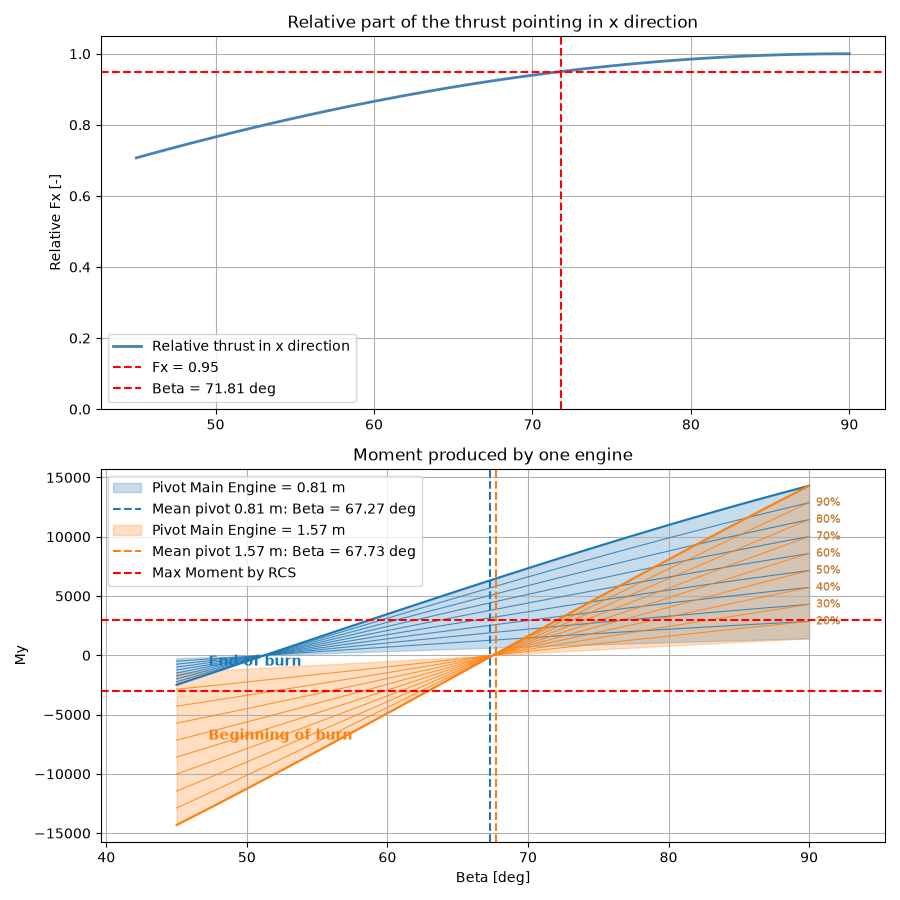 Relative part of the thrust pointing in x direction
1.0
0.8
0.6
0.4
0.2
0.0
Relative Fx [-]
Relative thrust in x direction
Fx = 0.95
Beta = 71.81 deg
50
60
70
80
90
Moment produced by one engine
15000
10000
5000
0
−5000
−10000
−15000
My
Pivot Main Engine = 0.81 m
Mean pivot 0.81 m: Beta = 67.27 deg
Pivot Main Engine = 1.57 m
Mean pivot 1.57 m: Beta = 67.73 deg
Max Moment by RCS
90%
80%
70%
60%
50%
40%
30%
20%
End of burn
Beginning of burn
40
50
60
70
80
90
Beta [deg]